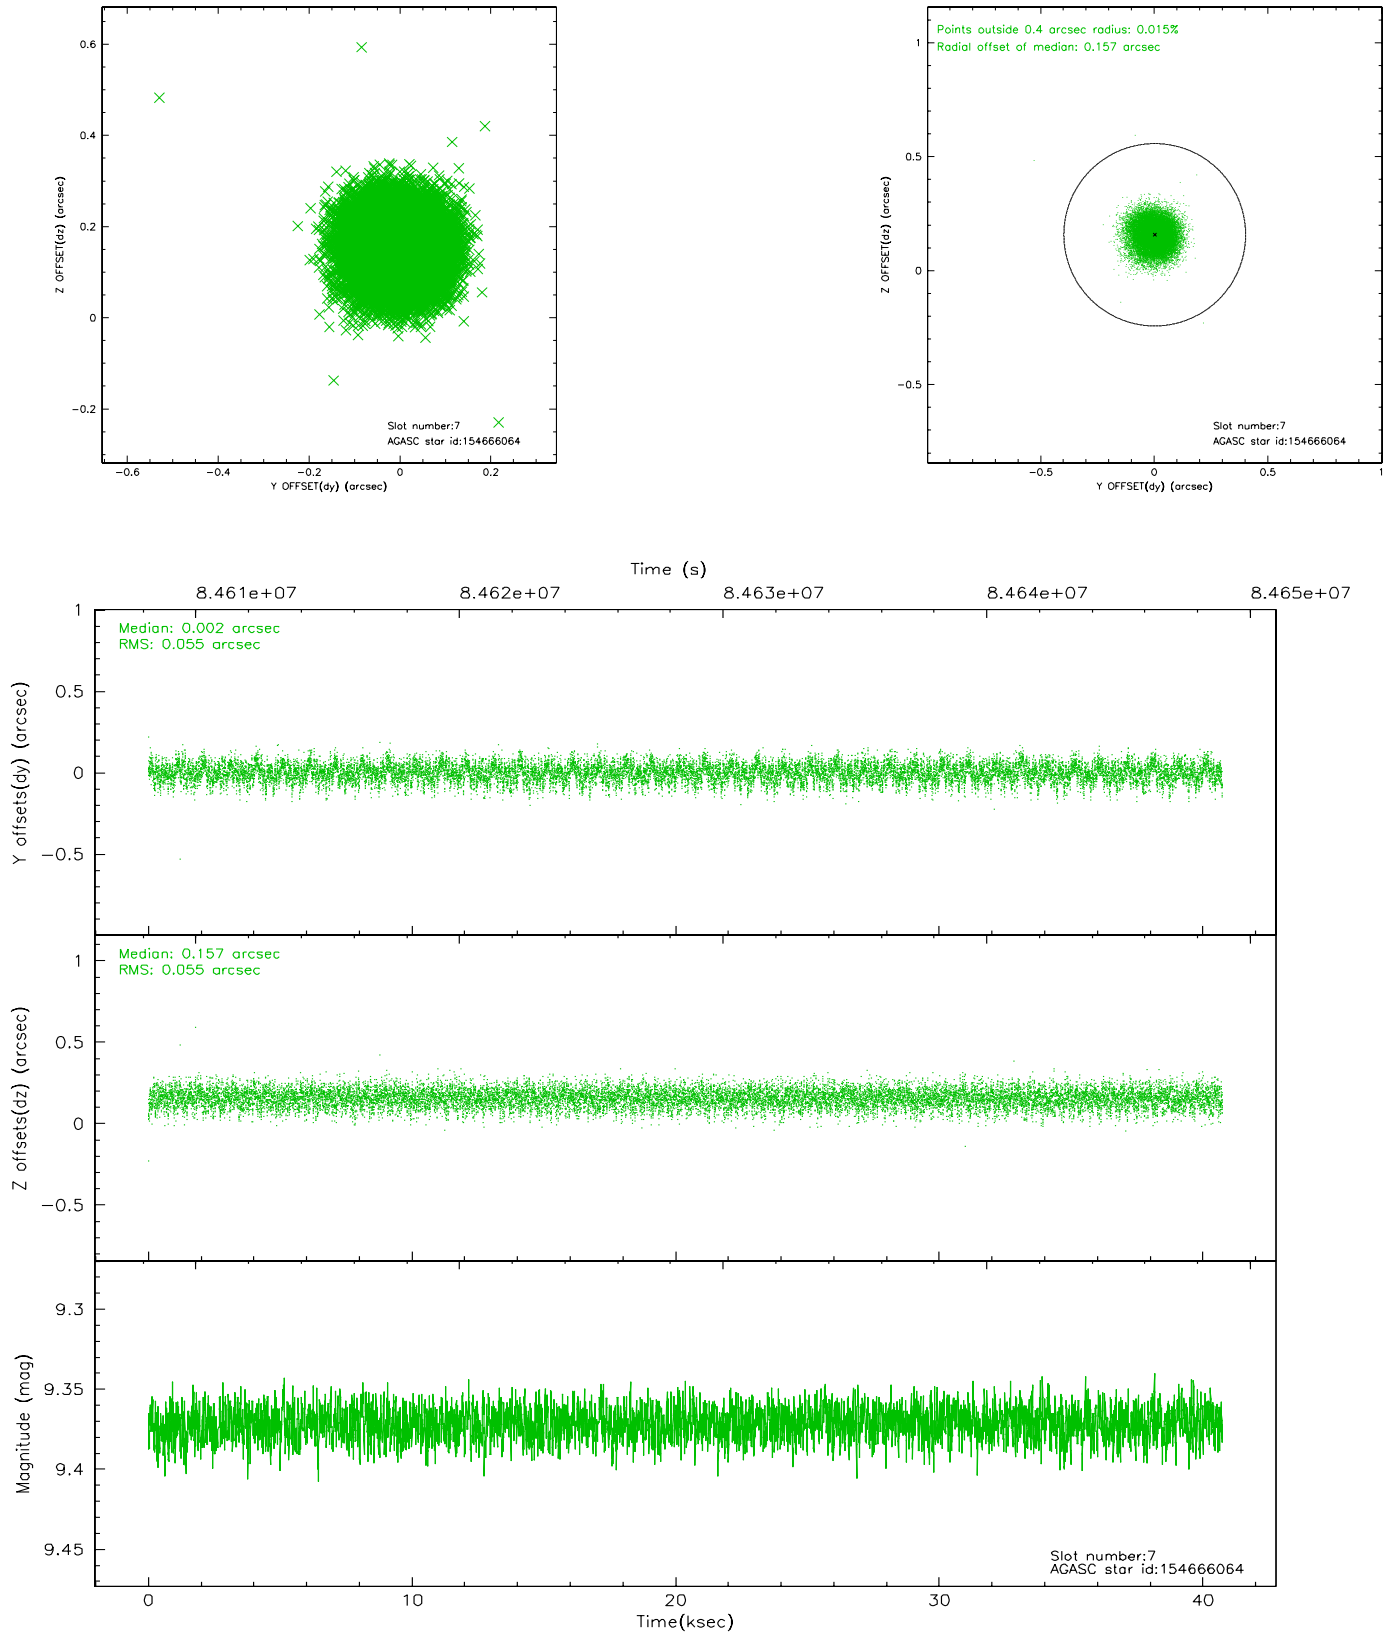 0.6
0.4
0.2
0
−0.2
−0.6
−0.4
−0.2
0
0.2
Z OFFSET(dz) (arcsec)
Y OFFSET(dy) (arcsec)
Slot number:7
AGASC star id:154666064
Points outside 0.4 arcsec radius: 0.015%
Radial offset of median: 0.157 arcsec
1
0.5
0
−0.5
−0.5
0
0.5
1
Z OFFSET(dz) (arcsec)
Y OFFSET(dy) (arcsec)
Slot number:7
AGASC star id:154666064
Time (s)
8.461e+07
8.462e+07
8.463e+07
8.464e+07
8.465e+07
Median: 0.002 arcsec
RMS: 0.055 arcsec
1
0.5
0
−0.5
Y offsets(dy) (arcsec)
Median: 0.157 arcsec
RMS: 0.055 arcsec
1
0.5
0
−0.5
Z offsets(dz) (arcsec)
9.3
9.35
9.4
9.45
Magnitude (mag)
Slot number:7
AGASC star id:154666064
0
10
20
30
40
Time(ksec)